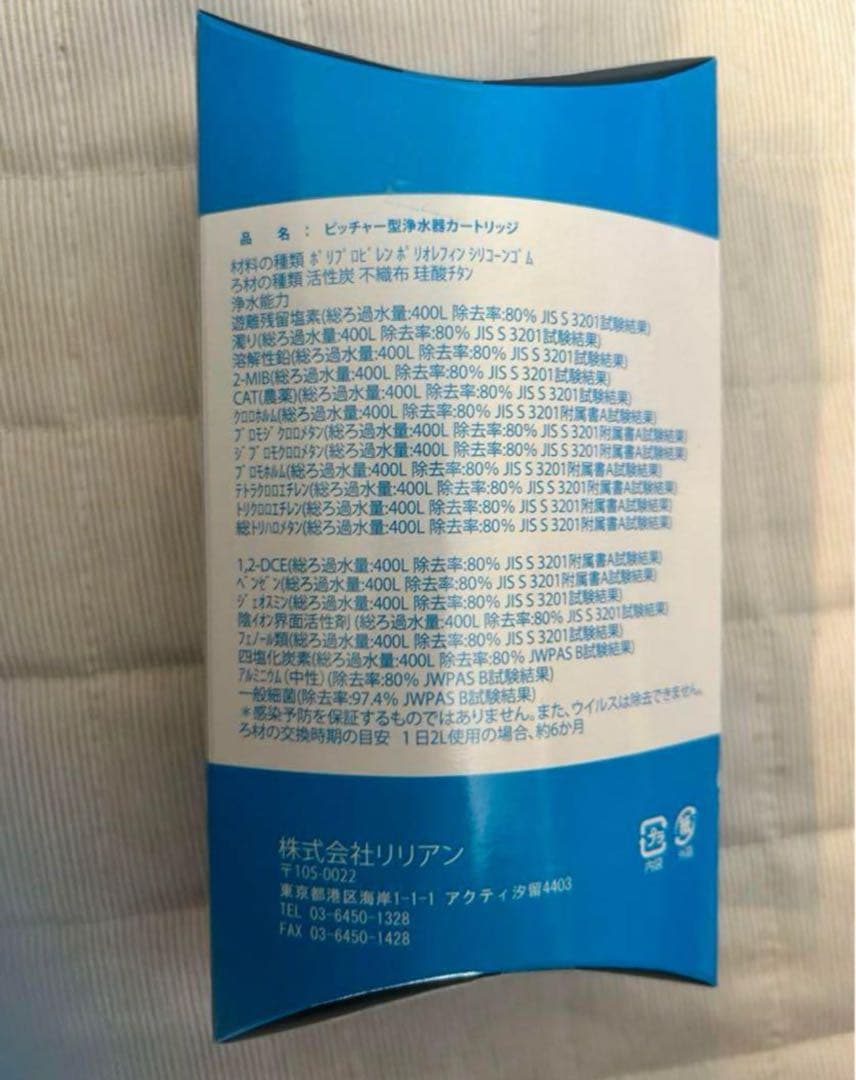 品　名 : ピッチャー型浄水器カートリッジ
材料の種類 ﾎﾟﾘﾌﾟﾛﾋﾟﾚﾝ ﾎﾟﾘｵﾚﾌｨﾝ ｼﾘｺｰﾝｺﾞﾑ
ろ材の種類 活性炭 不織布 珪酸ﾁﾀﾝ
浄水能力
遊離残留塩素(総ろ過水量:400L 除去率:80% JIS S 3201試験結果)
濁り(総ろ過水量:400L 除去率:80% JIS S 3201試験結果)
溶解性鉛(総ろ過水量:400L 除去率:80% JIS S 3201試験結果)
2-MIB(総ろ過水量:400L 除去率:80% JIS S 3201試験結果)
CAT(農薬)(総ろ過水量:400L 除去率:80% JIS S 3201試験結果)
ｸﾛﾛﾎﾙﾑ(総ろ過水量:400L 除去率:80% JIS S 3201附属書A試験結果)
ﾌﾞﾛﾓｼﾞｸﾛﾛﾒﾀﾝ(総ろ過水量:400L 除去率:80% JIS S 3201附属書A試験結果)
ｼﾞﾌﾞﾛﾓｸﾛﾛﾒﾀﾝ(総ろ過水量:400L 除去率:80% JIS S 3201附属書A試験結果)
ﾌﾞﾛﾓﾎﾙﾑ(総ろ過水量:400L 除去率:80% JIS S 3201附属書A試験結果)
ﾃﾄﾗｸﾛﾛｴﾁﾚﾝ(総ろ過水量:400L 除去率:80% JIS S 3201附属書A試験結果)
ﾄﾘｸﾛﾛｴﾁﾚﾝ(総ろ過水量:400L 除去率:80% JIS S 3201附属書A試験結果)
総ﾄﾘﾊﾛﾒﾀﾝ(総ろ過水量:400L 除去率:80% JIS S 3201附属書A試験結果)
1,2-DCE(総ろ過水量:400L 除去率:80% JIS S 3201附属書A試験結果)
ﾍﾞﾝｾﾞﾝ(総ろ過水量:400L 除去率:80% JIS S 3201附属書A試験結果)
ｼﾞｪｵｽﾐﾝ(総ろ過水量:400L 除去率:80% JIS S 3201試験結果)
陰イオン界面活性剤 (総ろ過水量:400L 除去率:80% JIS S 3201試験結果)
ﾌｪﾉｰﾙ類(総ろ過水量:400L 除去率:80% JIS S 3201試験結果)
四塩化炭素(総ろ過水量:400L 除去率:80% JWPAS B試験結果)
ｱﾙﾐﾆｳﾑ(中性)(除去率:80% JWPAS B試験結果)
一般細菌(除去率:97.4% JWPAS B試験結果)
＊感染予防を保証するものではありません。また、ウイルスは除去できません。
ろ材の交換時期の目安　1日2L使用の場合、約6か月
株式会社リリアン
〒105-0022
東京都港区海岸1-1-1 アクティ汐留4403
TEL 03-6450-1328
FAX 03-6450-1428
プラ 紙
内袋